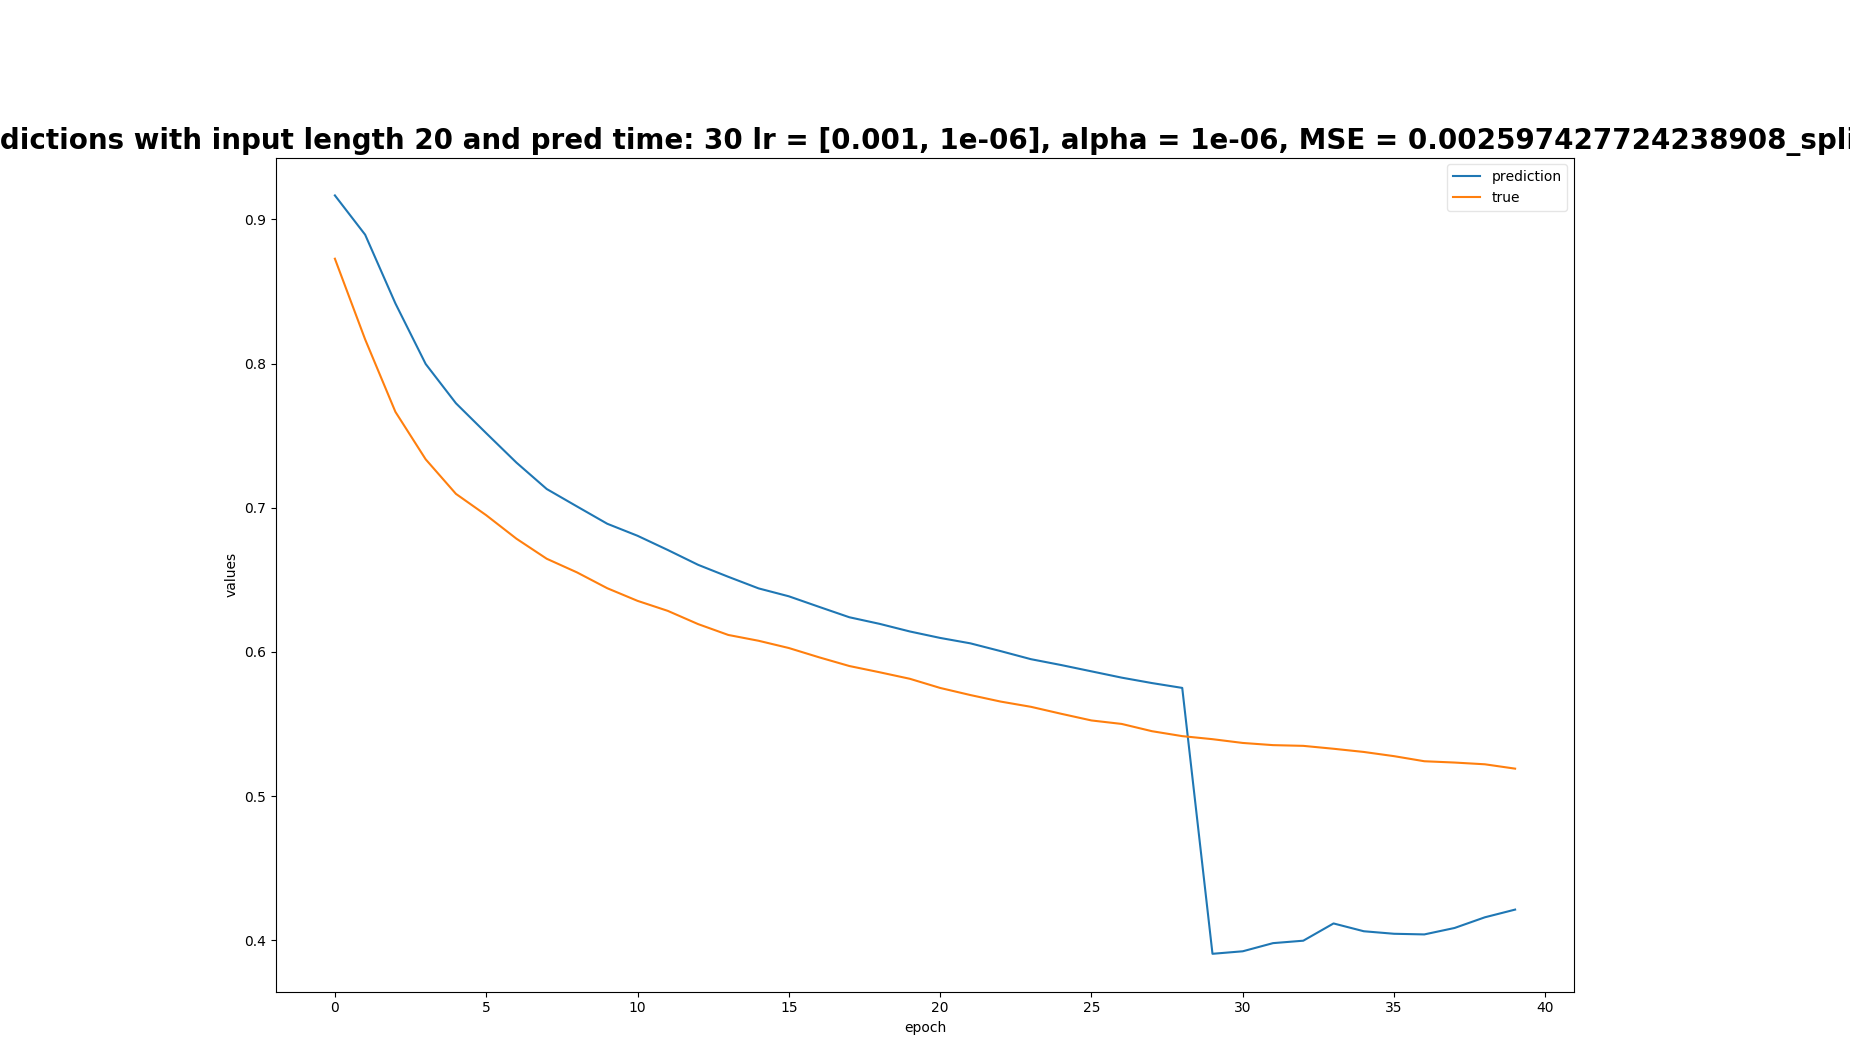 dictions with input length 20 and pred time: 30 lr = [0.001, 1e-06], alpha = 1e-06, MSE = 0.002597427724238908_spli
prediction
true
0.9
0.8
0.7
0.6
0.5
0.4
values
0 5 10 15 20 25 30 35 40
epoch